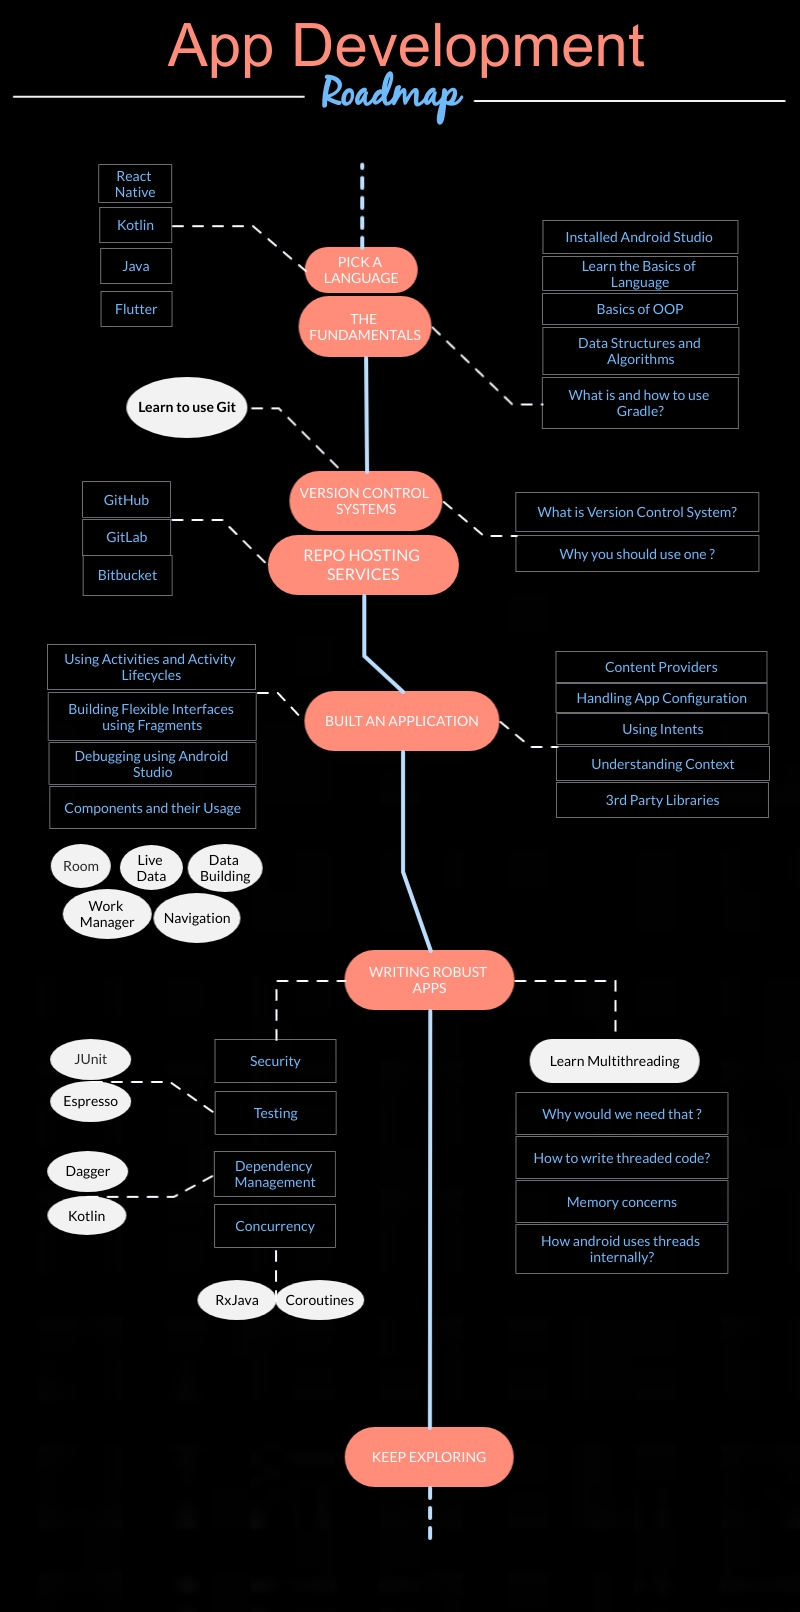 App Development
Roadmap
React
Native
Kotlin
Java
Flutter
PICK A
LANGUAGE
THE
FUNDAMENTALS
Installed Android Studio
Learn the Basics of
Language
Basics of OOP
Data Structures and
Algorithms
What is and how to use
Gradle?
Learn to use Git
VERSION CONTROL
SYSTEMS
What is Version Control System?
Why you should use one ?
GitHub
GitLab
Bitbucket
REPO HOSTING
SERVICES
Using Activities and Activity
Lifecycles
Building Flexible Interfaces
using Fragments
Debugging using Android
Studio
Components and their Usage
BUILT AN APPLICATION
Content Providers
Handling App Configuration
Using Intents
Understanding Context
3rd Party Libraries
Room
Live
Data
Data
Building
Work
Manager
Navigation
WRITING ROBUST
APPS
Security
Testing
JUnit
Espresso
Dependency
Management
Dagger
Kotlin
Concurrency
RxJava
Coroutines
Learn Multithreading
Why would we need that ?
How to write threaded code?
Memory concerns
How android uses threads
internally?
KEEP EXPLORING